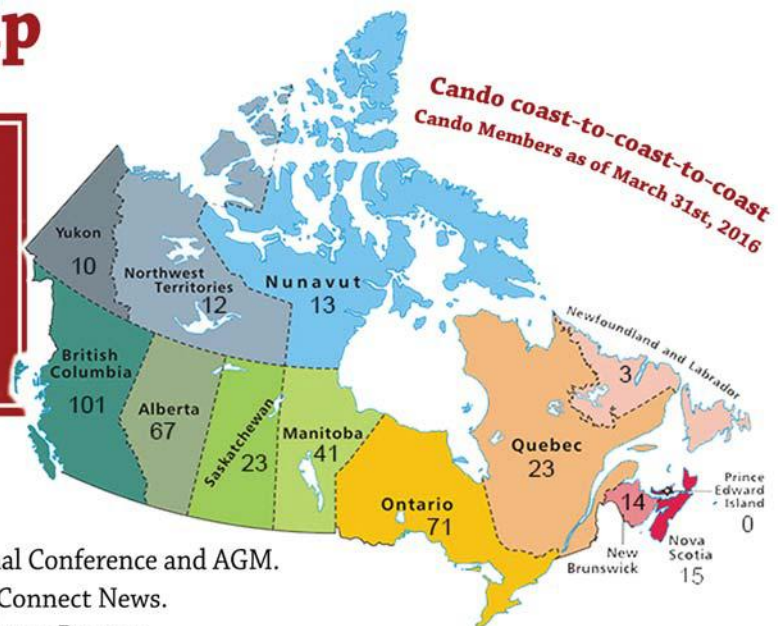 p
Cando coast-to-coast-to-coast
Cando Members as of March 31st, 2016
Yukon
10
Northwest
Territories
12
Nunavut
13
British
Columbia
101
Alberta
67
Saskatchewan
23
Manitoba
41
Ontario
71
Quebec
23
Newfoundland and Labrador
3
Prince
Edward
Island
0
14
New
Brunswick
Nova
Scotia
15
al Conference and AGM.
Connect News.